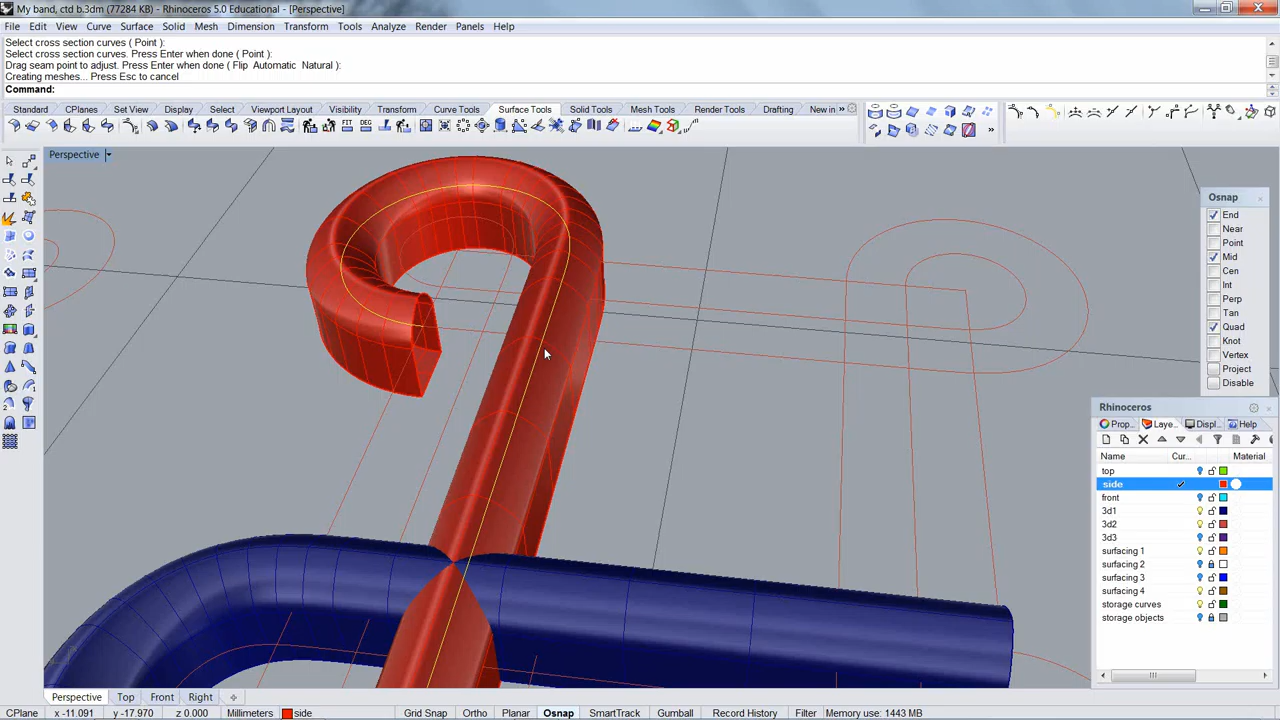 My band, ctd b.3dm (77284 KB) - Rhinoceros 5.0 Educational - [Perspective]
File Edit View Curve Surface Solid Mesh Dimension Transform Tools Analyze Render Panels Help
Select cross section curves ( Point ):
Select cross section curves. Press Enter when done ( Point ):
Drag seam point to adjust. Press Enter when done ( Flip Automatic Natural ):
Creating meshes... Press Esc to cancel
Command:
Standard CPlanes Set View Display Select Viewport Layout Visibility Transform Curve Tools Surface Tools Solid Tools Mesh Tools Render Tools Drafting New in »
FIT DEG
Perspective
Osnap
End
Near
Point
Mid
Cen
Int
Perp
Tan
Quad
Knot
Vertex
Project
Disable
Rhinoceros
Prop... Laye... Displ... Help
Name Cur... Material
top
side
front
3d1
3d2
3d3
surfacing 1
surfacing 2
surfacing 3
surfacing 4
storage curves
storage objects
Perspective Top Front Right
CPlane x -11.091 y -17.970 z 0.000 Millimeters side Grid Snap Ortho Planar Osnap SmartTrack Gumball Record History Filter Memory use: 1443 MB